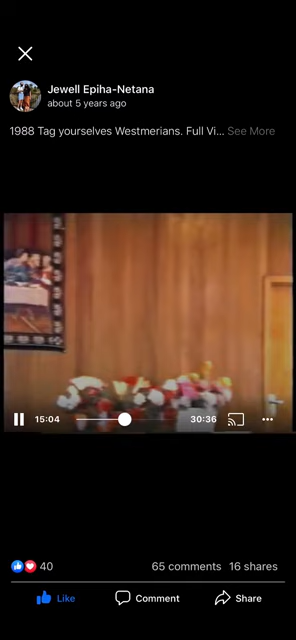 Jewell Epiha-Netana
about 5 years ago
1988 Tag yourselves Westmerians. Full Vi... See More
15:04 30:36
40 65 comments 16 shares
Like Comment Share